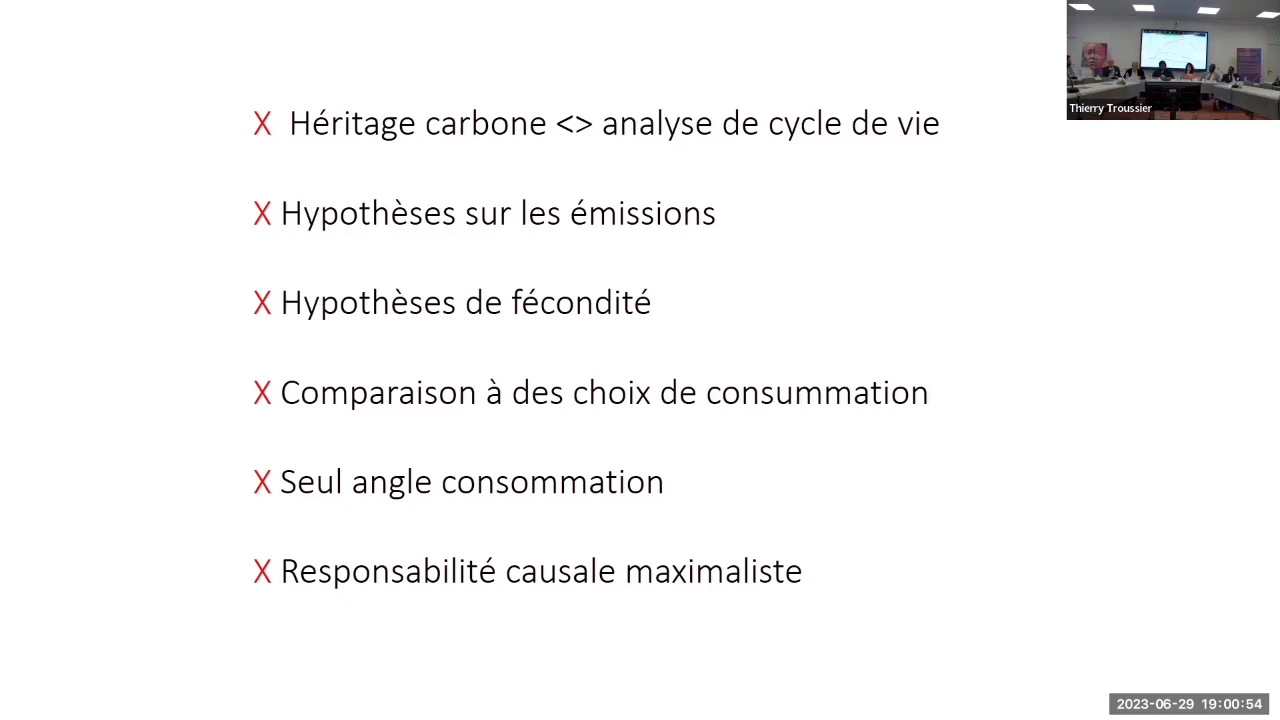 X Héritage carbone <> analyse de cycle de vie
X Hypothèses sur les émissions
X Hypothèses de fécondité
X Comparaison à des choix de consummation
X Seul angle consommation
X Responsabilité causale maximaliste
Thierry Troussier
2023-06-29 19:00:54